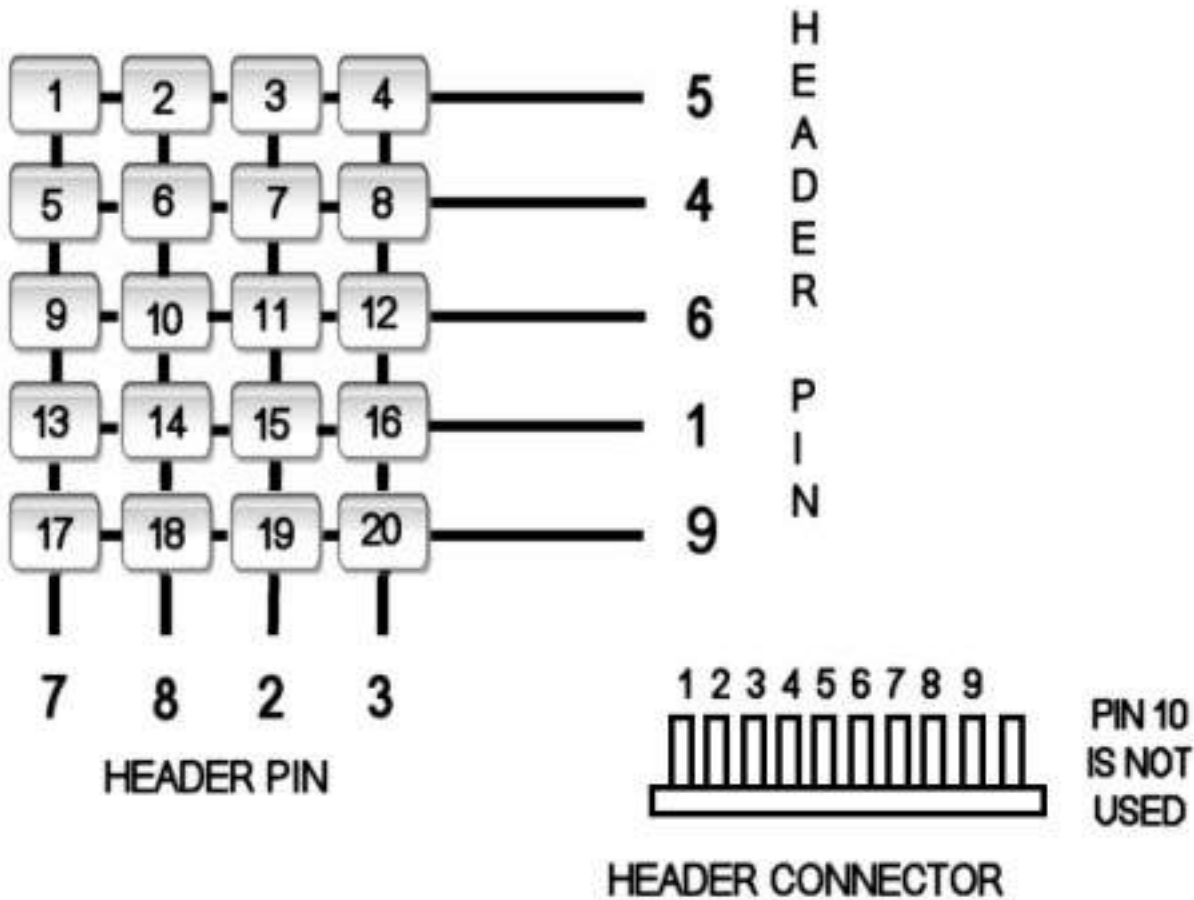 1 2 3 4 5
5 6 7 8 4
9 10 11 12 6
13 14 15 16 1
17 18 19 20 9
HEADER PIN
7 8 2 3
HEADER PIN
1 2 3 4 5 6 7 8 9
PIN 10
IS NOT
USED
HEADER CONNECTOR